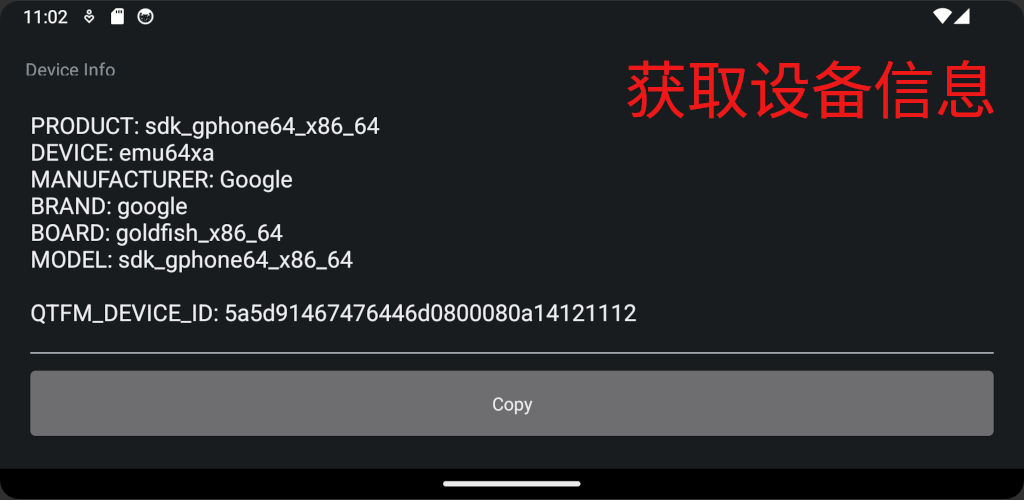 11:02
Device Info
获取设备信息
PRODUCT: sdk_gphone64_x86_64
DEVICE: emu64xa
MANUFACTURER: Google
BRAND: google
BOARD: goldfish_x86_64
MODEL: sdk_gphone64_x86_64
QTFM_DEVICE_ID: 5a5d91467476446d0800080a14121112
Copy